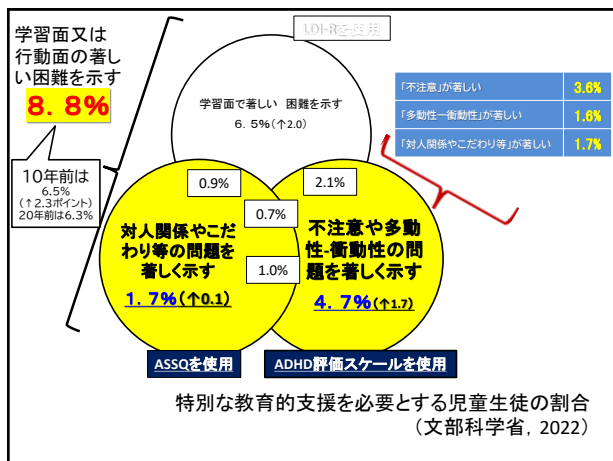 LDI-Rを使用
学習面又は
行動面の著し
い困難を示す
8.8%
10年前は
6.5%
(↑2.3ポイント)
20年前は6.3%
学習面で著しい 困難を示す
6.5%(↑2.0)
「不注意」が著しい 3.6%
「多動性ー衝動性」が著しい 1.6%
「対人関係やこだわり等」が著しい 1.7%
0.9%
2.1%
0.7%
1.0%
対人関係やこだ
わり等の問題を
著しく示す
1.7%(↑0.1)
不注意や多動
性-衝動性の問
題を著しく示す
4.7%(↑1.7)
ASSQを使用
ADHD評価スケールを使用
特別な教育的支援を必要とする児童生徒の割合
(文部科学省, 2022)